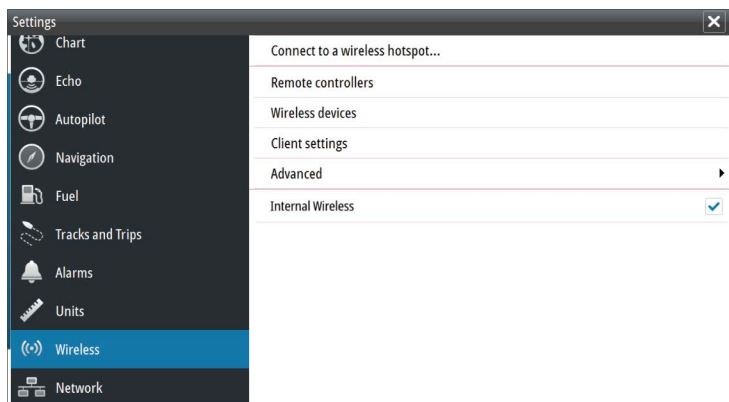 Settings
Chart
Echo
Autopilot
Navigation
Fuel
Tracks and Trips
Alarms
Units
Wireless
Network
Connect to a wireless hotspot...
Remote controllers
Wireless devices
Client settings
Advanced
Internal Wireless